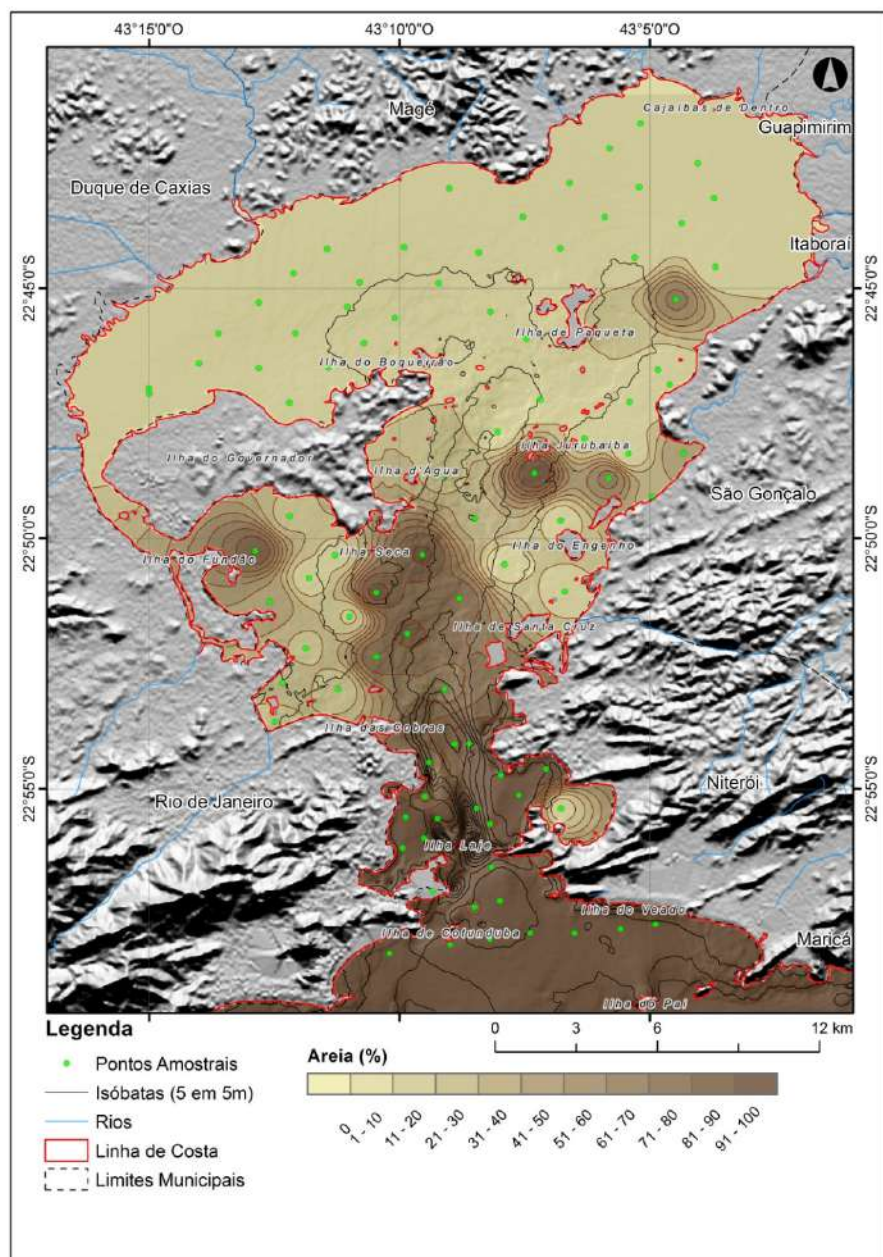 43°15'0"O 43°10'0"O 43°5'0"O
Cajaíbas de Dentro
Magé
Guapimirim
Duque de Caxias
Itaboraí
22°45'0"S 22°45'0"S
Ilha de Paquetá
Ilha do Boqueirão
Ilha Jurubaíba
Ilha do Governador
Ilha d'Água
São Gonçalo
22°50'0"S 22°50'0"S
Ilha do Engenho
Ilha Seca
Ilha do Fundão
Ilha de Santa Cruz
Ilha das Cobras
22°55'0"S 22°55'0"S
Niterói
Rio de Janeiro
Ilha Laje
Ilha do Veado
Ilha de Cotunduba
Maricá
Ilha do Pai
Legenda
0 3 6 12 km
Pontos Amostrais
Areia (%)
Isóbatas (5 em 5m)
Rios
Linha de Costa
Limites Municipais
0 1 - 10 11 - 20 21 - 30 31 - 40 41 - 50 51 - 60 61 - 70 71 - 80 81 - 90 91 - 100